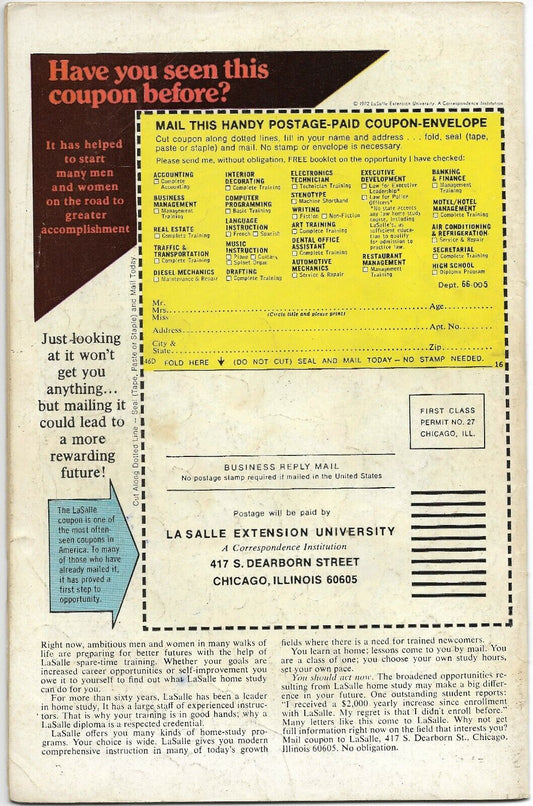 Have you seen this
coupon before?
© 1972 LaSalle Extension University A Correspondence Institution
It has helped
to start
many men
and women
on the road to
greater
accomplishment
MAIL THIS HANDY POSTAGE-PAID COUPON-ENVELOPE
Cut coupon along dotted lines, fill in your name and address . . . fold, seal (tape,
paste or staple) and mail. No stamp or envelope is necessary.
Please send me, without obligation, FREE booklet on the opportunity I have checked:
ACCOUNTING
Complete
Accounting
BUSINESS
MANAGEMENT
Management
Training
REAL ESTATE
Complete Training
TRAFFIC &
TRANSPORTATION
Complete Training
DIESEL MECHANICS
Maintenance & Repair
INTERIOR
DECORATING
Complete Training
COMPUTER
PROGRAMMING
Basic Training
LANGUAGE
INSTRUCTION
French Spanish
MUSIC
INSTRUCTION
Piano Guitar
Spinet Organ
DRAFTING
Complete Training
ELECTRONICS
TECHNICIAN
Technician Training
STENOTYPE
Machine Shorthand
WRITING
Fiction Non-Fiction
ART TRAINING
Complete Training
DENTAL OFFICE
ASSISTANT
Complete Training
AUTOMOTIVE
MECHANICS
Service & Repair
EXECUTIVE
DEVELOPMENT
Law for Executive
Leadership*
Law for Police
Officers*
*No state accepts
any law home study
course, including
LaSalle's, as
sufficient educa-
tion to qualify
for admission to
practice law.
RESTAURANT
MANAGEMENT
Management
Training
BANKING
& FINANCE
Management
Training
MOTEL/HOTEL
MANAGEMENT
Complete Training
AIR CONDITIONING
& REFRIGERATION
Service & Repair
SECRETARIAL
Complete Training
HIGH SCHOOL
Diploma Program
Dept. 66-005
Mr.
Mrs.
Miss
Age
(Circle title and please print)
Address
Apt. No.
City &
State
Zip
46D FOLD HERE (DO NOT CUT) SEAL AND MAIL TODAY – NO STAMP NEEDED. 16
Cut Along Dotted Line — Seal (Tape, Paste or Staple) and Mail Today
Just looking
at it won't
get you
anything...
but mailing it
could lead to
a more
rewarding
future!
The LaSalle
coupon is one of
the most often-
seen coupons in
America. To many
of those who have
already mailed it,
it has proved a
first step to
opportunity.
FIRST CLASS
PERMIT NO. 27
CHICAGO, ILL.
BUSINESS REPLY MAIL
No postage stamp required if mailed in the United States
Postage will be paid by
LA SALLE EXTENSION UNIVERSITY
A Correspondence Institution
417 S. DEARBORN STREET
CHICAGO, ILLINOIS 60605
Right now, ambitious men and women in many walks of
life are preparing for better futures with the help of
LaSalle spare-time training. Whether your goals are
increased career opportunities or self-improvement you
owe it to yourself to find out what LaSalle home study
can do for you.
For more than sixty years, LaSalle has been a leader
in home study. It has a large staff of experienced instruc-
tors. That is why your training is in good hands; why a
LaSalle diploma is a respected credential.
LaSalle offers you many kinds of home-study pro-
grams. Your choice is wide. LaSalle gives you modern
comprehensive instruction in many of today's growth
fields where there is a need for trained newcomers.
You learn at home; lessons come to you by mail. You
are a class of one; you choose your own study hours,
set your own pace.
You should act now. The broadened opportunities re-
sulting from LaSalle home study may make a big differ-
ence in your future. One outstanding student reports:
"I received a $2,000 yearly increase since enrollment
with LaSalle. My regret is that I didn't enroll before."
Many letters like this come to LaSalle. Why not get
full information right now on the field that interests you?
Mail coupon to LaSalle, 417 S. Dearborn St., Chicago,
Illinois 60605. No obligation.